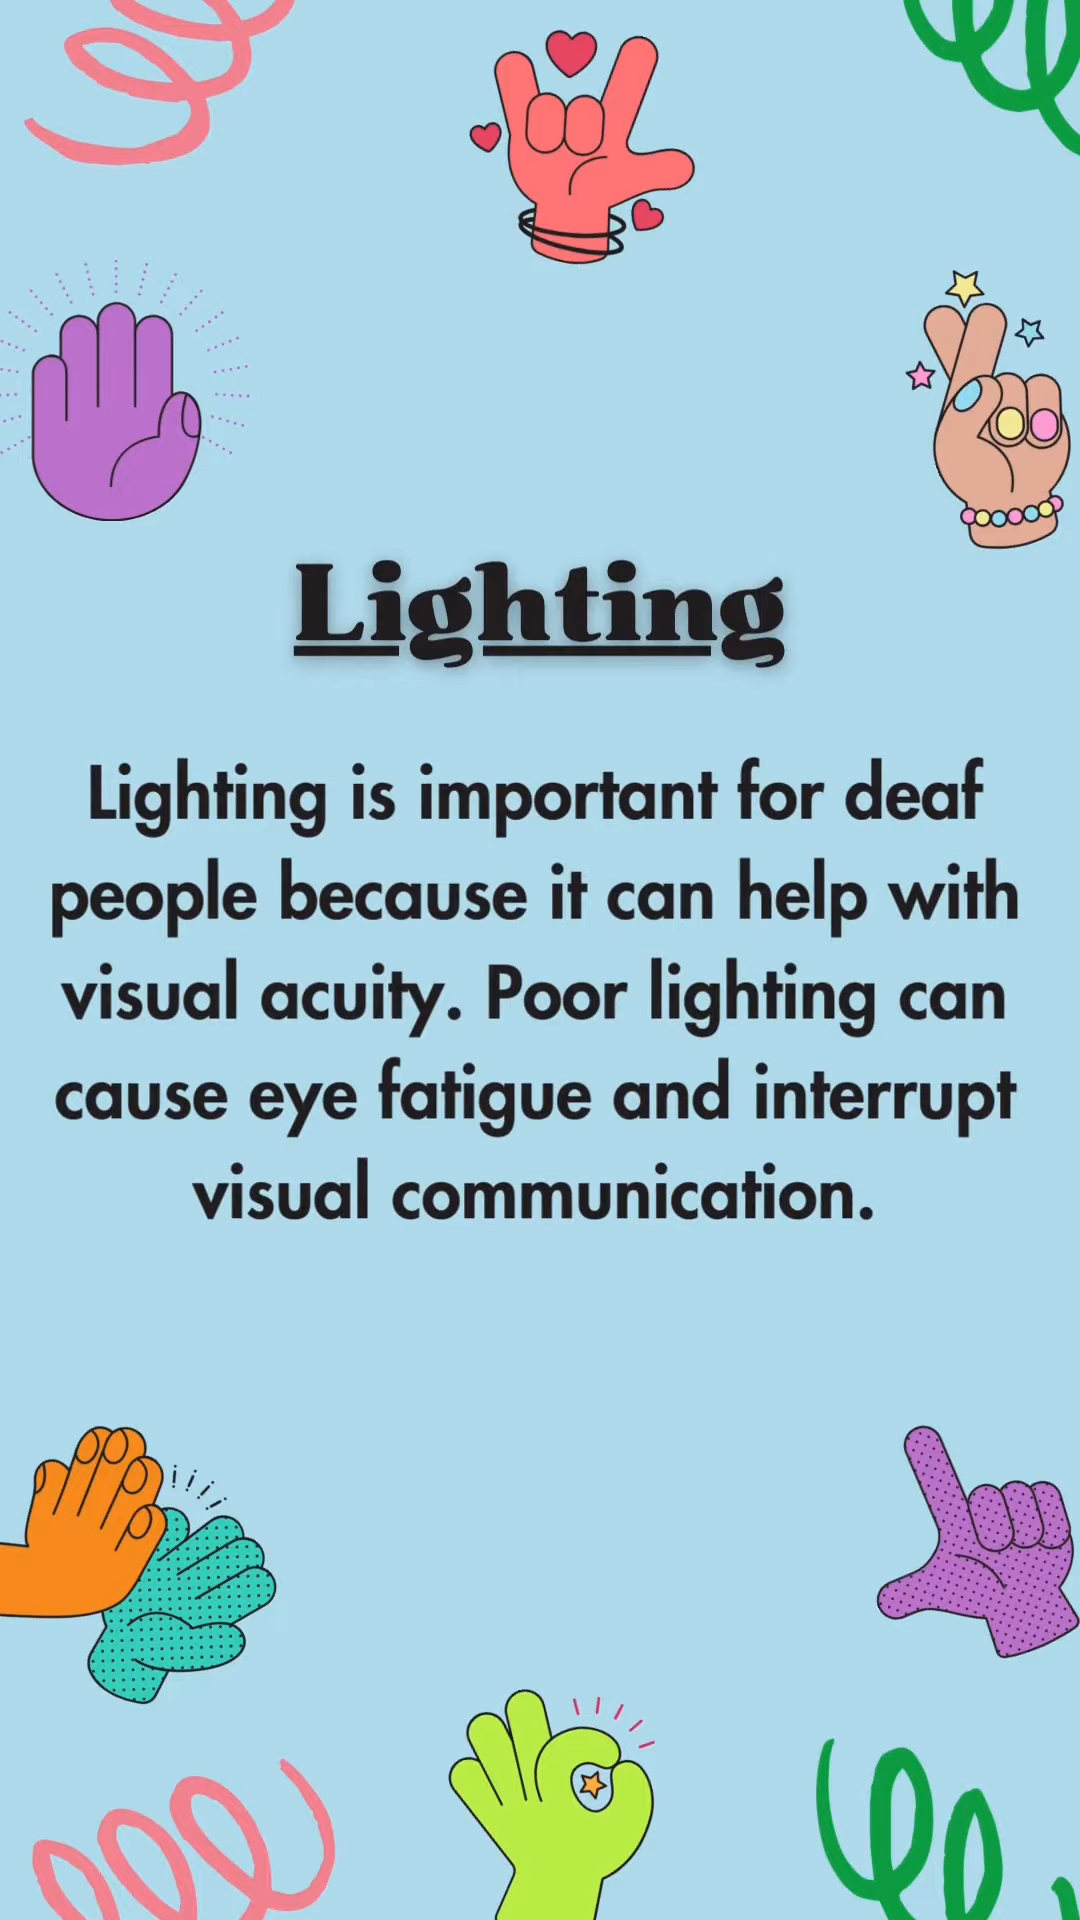 Lighting
Lighting is important for deaf
people because it can help with
visual acuity. Poor lighting can
cause eye fatigue and interrupt
visual communication.